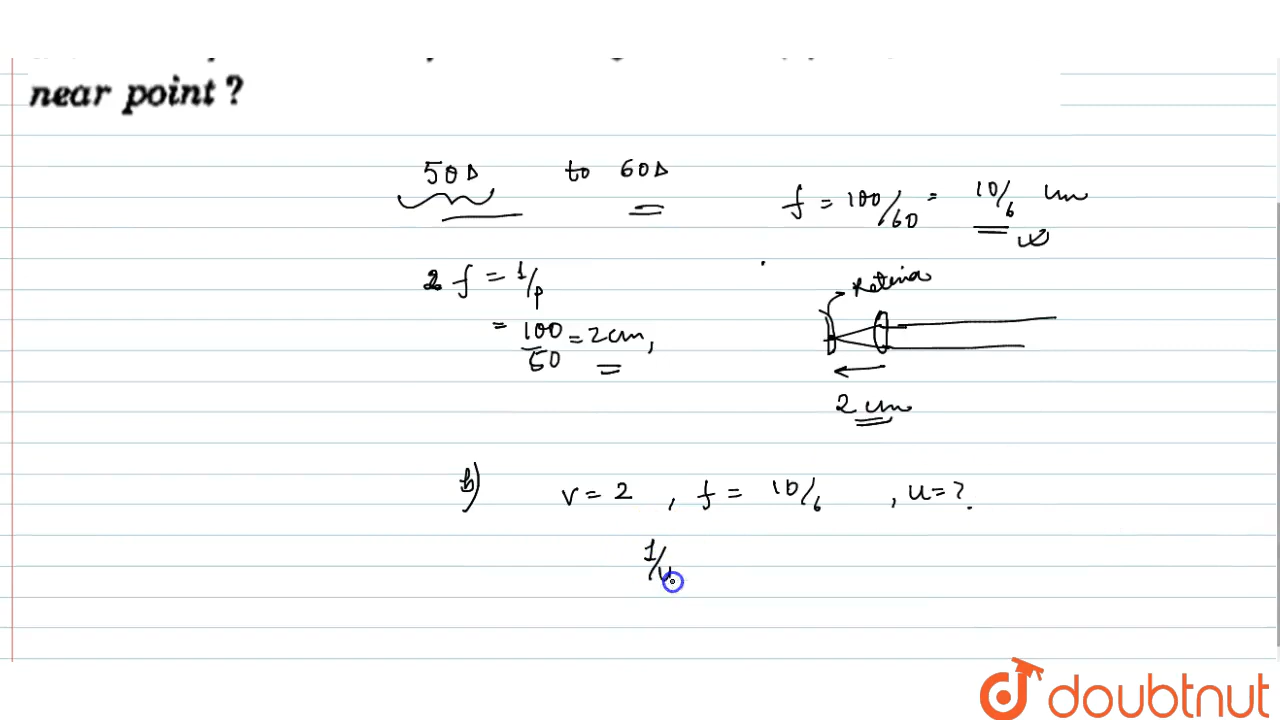 near point ?
50D to 60D
f = 100/60 = 10/6 cm
2 f = 1/p
Retina
= 100/50 = 2cm,
2 cm
b) v = 2 , f = 10/6 , u = ?
1/u
doubtnut